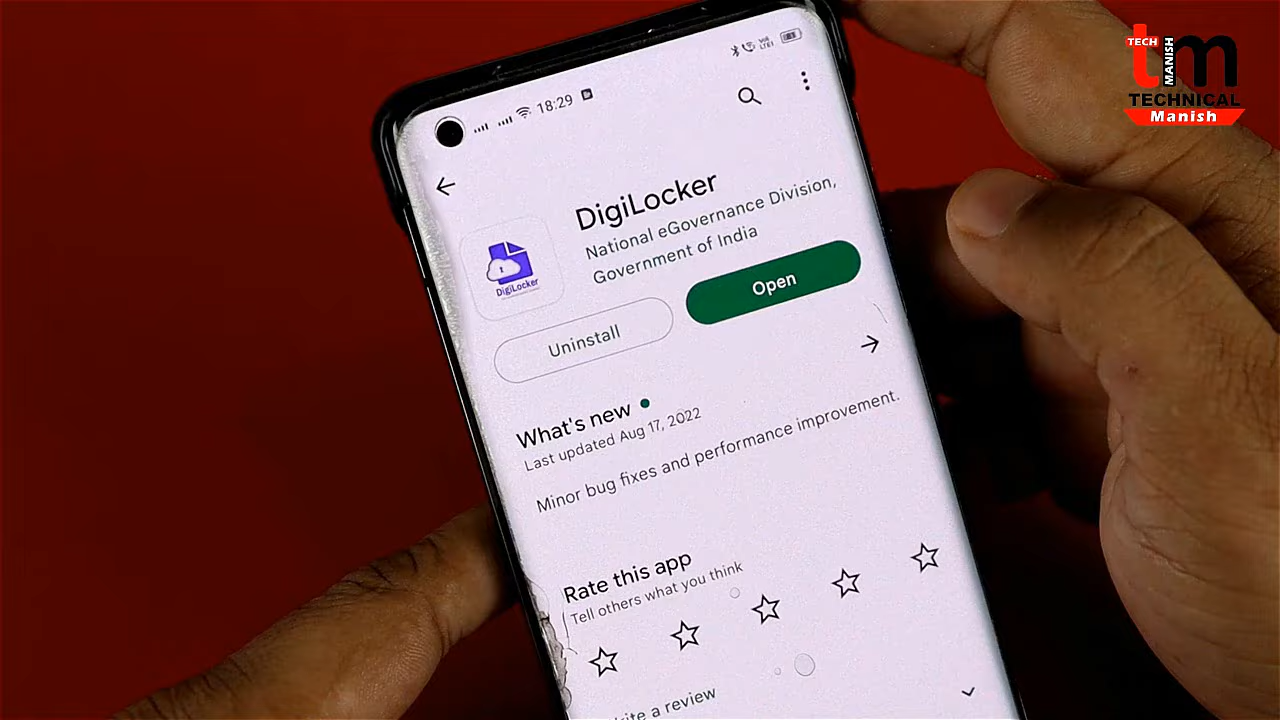 TECH
MANISH
tm
TECHNICAL
Manish
18:29
VoLTE1
DigiLocker
National eGovernance Division,
Government of India
DigiLocker
Uninstall
Open
What's new
Last updated Aug 17, 2022
Minor bug fixes and performance improvement.
Rate this app
Tell others what you think
a review